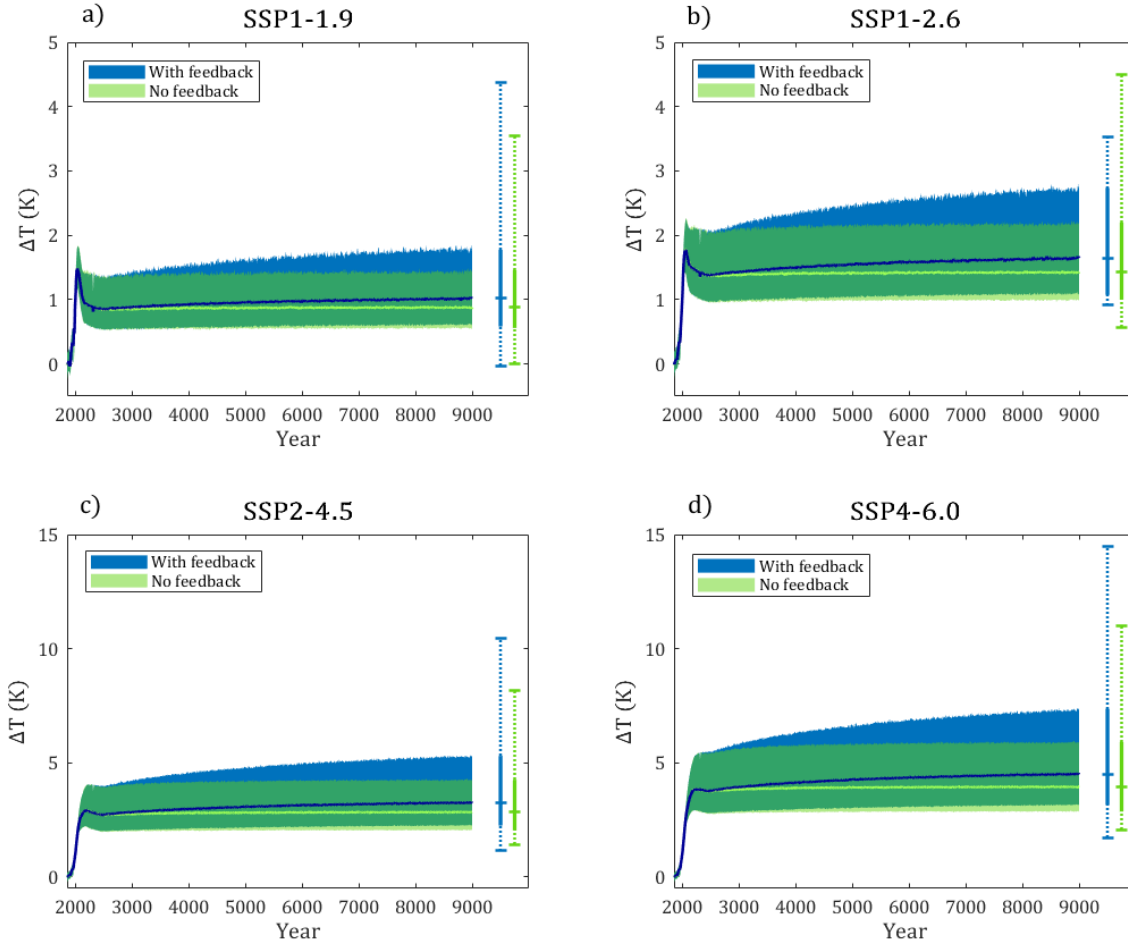 a)
SSP1-1.9
5
4
3
2
1
0
ΔT (K)
With feedback
No feedback
2000 3000 4000 5000 6000 7000 8000 9000
Year
b)
SSP1-2.6
5
4
3
2
1
0
ΔT (K)
With feedback
No feedback
2000 3000 4000 5000 6000 7000 8000 9000
Year
c)
SSP2-4.5
15
10
5
0
ΔT (K)
With feedback
No feedback
2000 3000 4000 5000 6000 7000 8000 9000
Year
d)
SSP4-6.0
15
10
5
0
ΔT (K)
With feedback
No feedback
2000 3000 4000 5000 6000 7000 8000 9000
Year